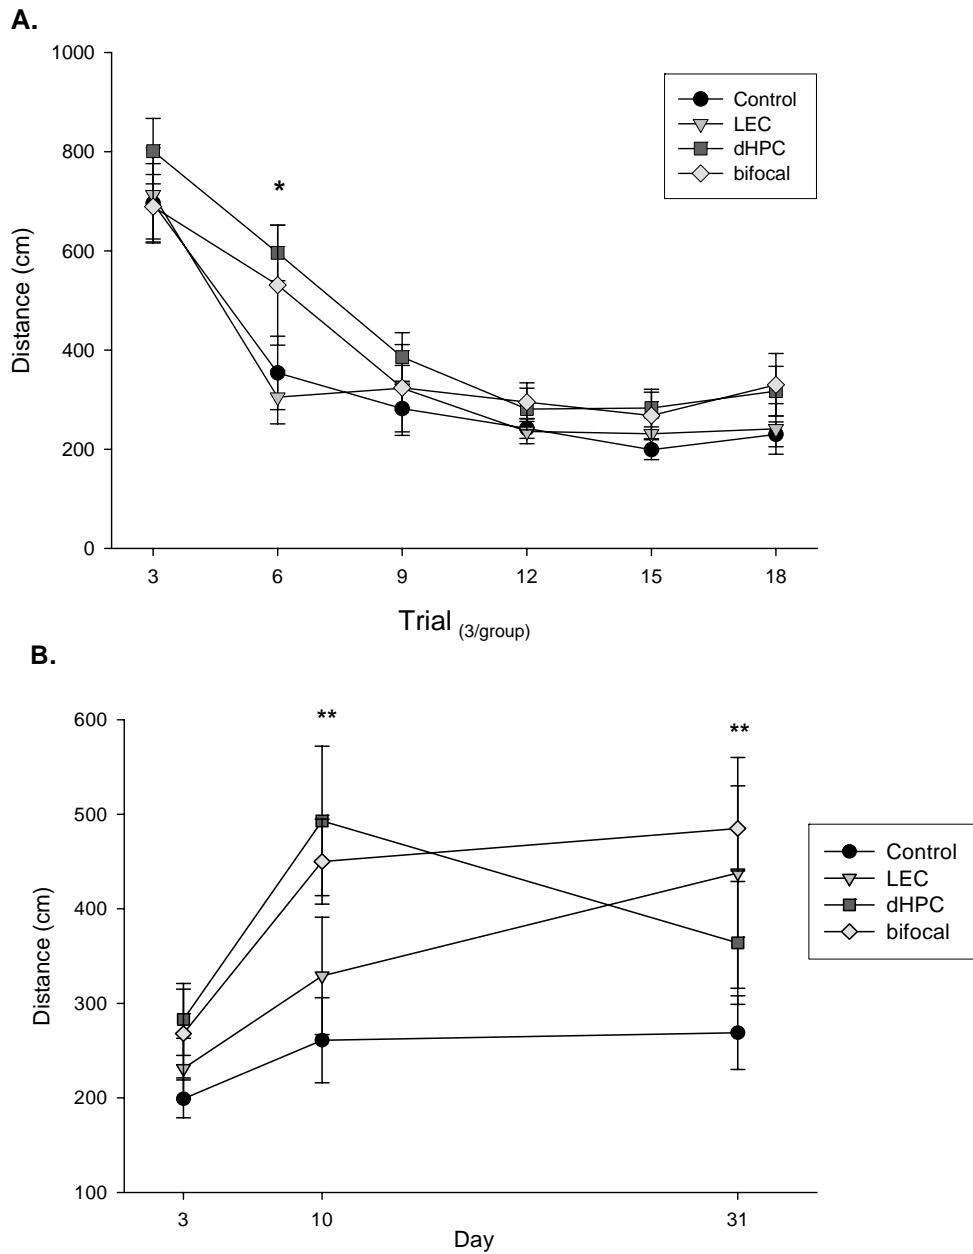 A.
1000
800
600
400
200
0
Distance (cm)
*
Control
LEC
dHPC
bifocal
3 6 9 12 15 18
Trial (3/group)
B.
600
500
400
300
200
100
Distance (cm)
** **
Control
LEC
dHPC
bifocal
3 10 31
Day